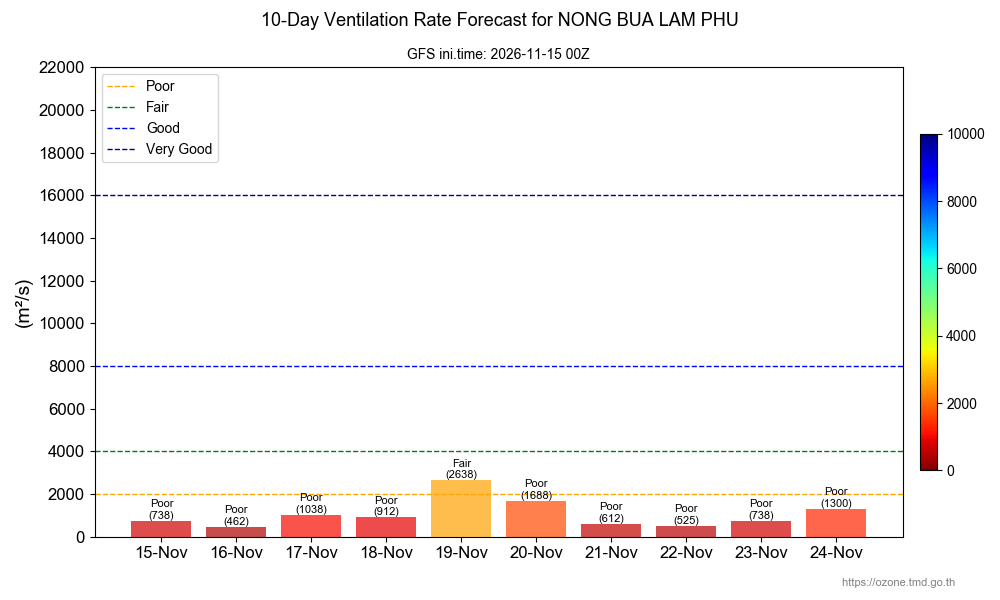 10-Day Ventilation Rate Forecast for NONG BUA LAM PHU
GFS ini.time: 2026-11-15 00Z
(m²/s)
22000
20000
18000
16000
14000
12000
10000
8000
6000
4000
2000
0
Poor
Fair
Good
Very Good
Poor
(738)
Poor
(462)
Poor
(1038)
Poor
(912)
Fair
(2638)
Poor
(1688)
Poor
(612)
Poor
(525)
Poor
(738)
Poor
(1300)
15-Nov
16-Nov
17-Nov
18-Nov
19-Nov
20-Nov
21-Nov
22-Nov
23-Nov
24-Nov
10000
8000
6000
4000
2000
0
https://ozone.tmd.go.th